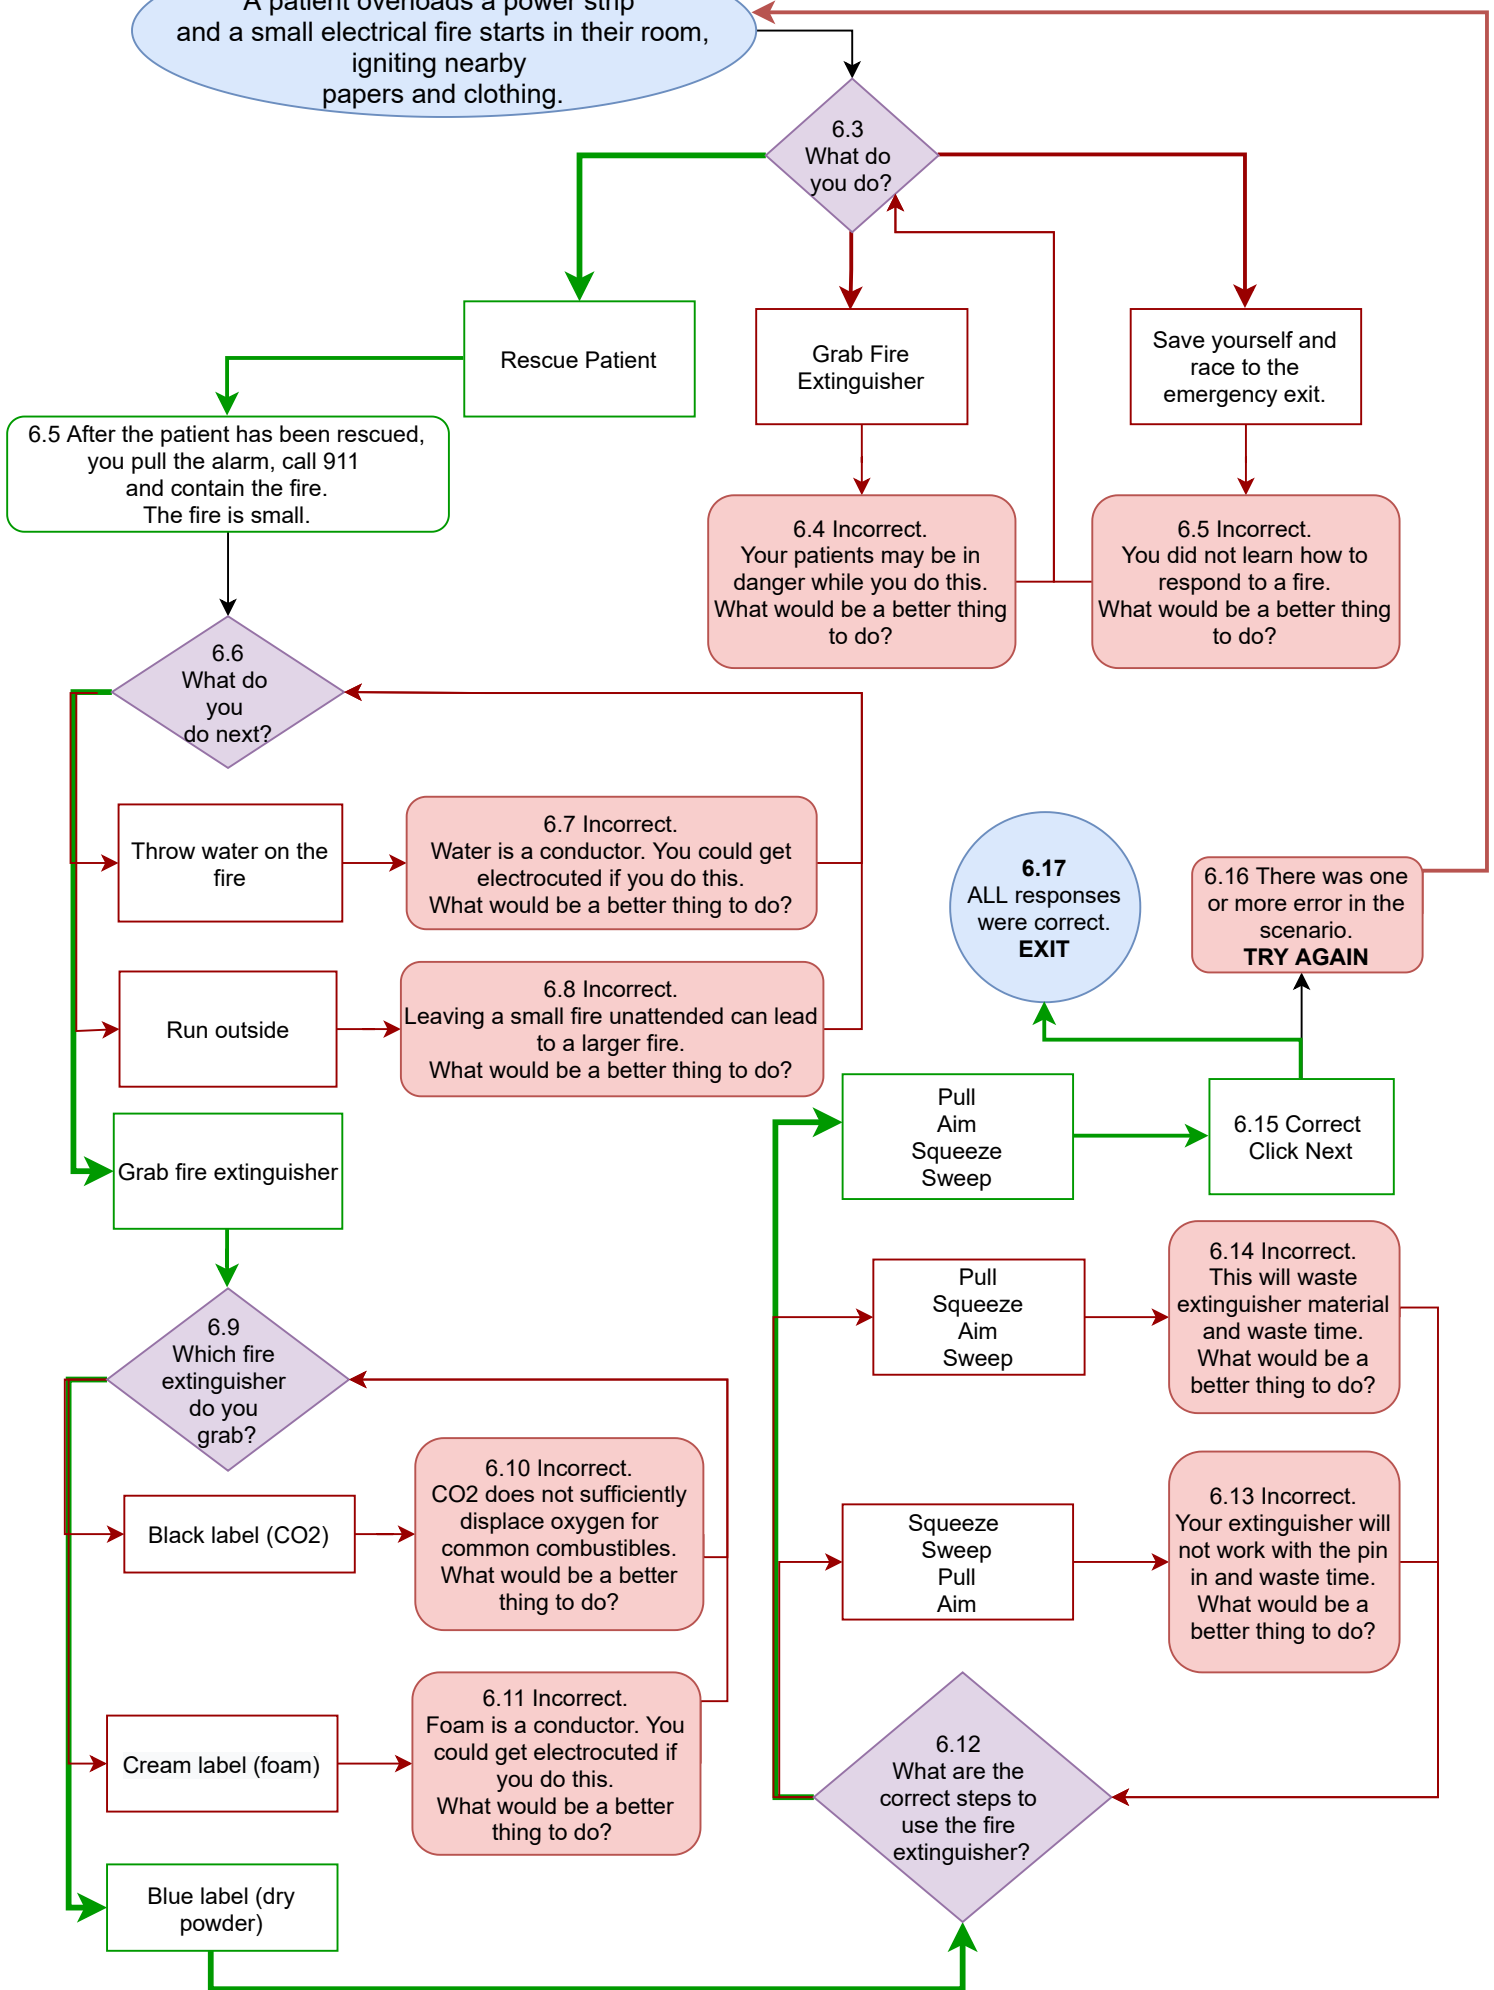 A patient overloads a power strip
and a small electrical fire starts in their room,
igniting nearby
papers and clothing.
6.3
What do
you do?
Rescue Patient
Grab Fire
Extinguisher
Save yourself and
race to the
emergency exit.
6.5 After the patient has been rescued,
you pull the alarm, call 911
and contain the fire.
The fire is small.
6.4 Incorrect.
Your patients may be in
danger while you do this.
What would be a better thing
to do?
6.5 Incorrect.
You did not learn how to
respond to a fire.
What would be a better thing
to do?
6.6
What do
you
do next?
Throw water on the
fire
6.7 Incorrect.
Water is a conductor. You could get
electrocuted if you do this.
What would be a better thing to do?
Run outside
6.8 Incorrect.
Leaving a small fire unattended can lead
to a larger fire.
What would be a better thing to do?
Grab fire extinguisher
6.17
ALL responses
were correct.
EXIT
6.16 There was one
or more error in the
scenario.
TRY AGAIN
Pull
Aim
Squeeze
Sweep
6.15 Correct
Click Next
Pull
Squeeze
Aim
Sweep
6.14 Incorrect.
This will waste
extinguisher material
and waste time.
What would be a
better thing to do?
6.9
Which fire
extinguisher
do you
grab?
Black label (CO2)
6.10 Incorrect.
CO2 does not sufficiently
displace oxygen for
common combustibles.
What would be a better
thing to do?
Squeeze
Sweep
Pull
Aim
6.13 Incorrect.
Your extinguisher will
not work with the pin
in and waste time.
What would be a
better thing to do?
Cream label (foam)
6.11 Incorrect.
Foam is a conductor. You
could get electrocuted if
you do this.
What would be a better
thing to do?
6.12
What are the
correct steps to
use the fire
extinguisher?
Blue label (dry
powder)